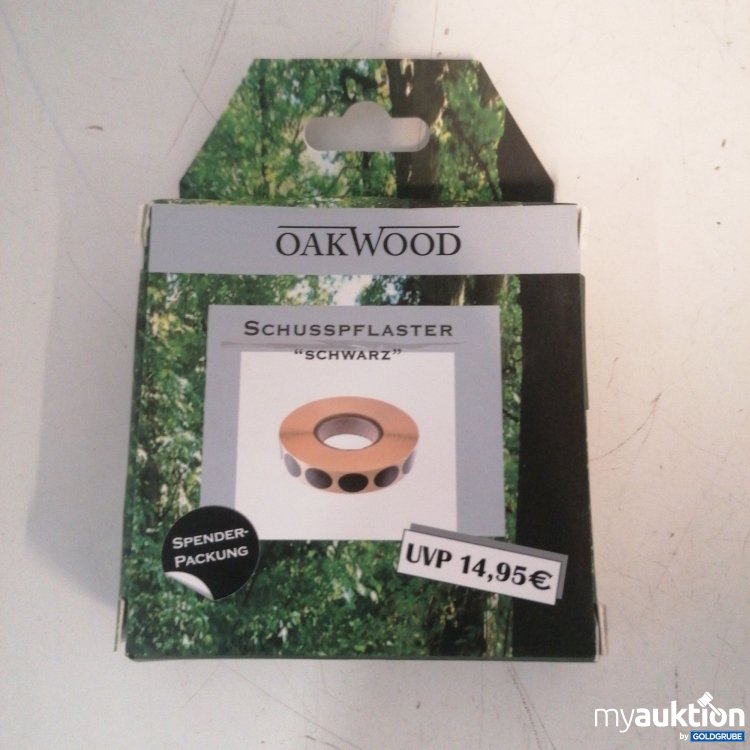 OAKWOOD
SCHUSSPFLASTER
“SCHWARZ”
SPENDER-
PACKUNG
UVP 14,95€
myauktion
by GOLDGRUBE